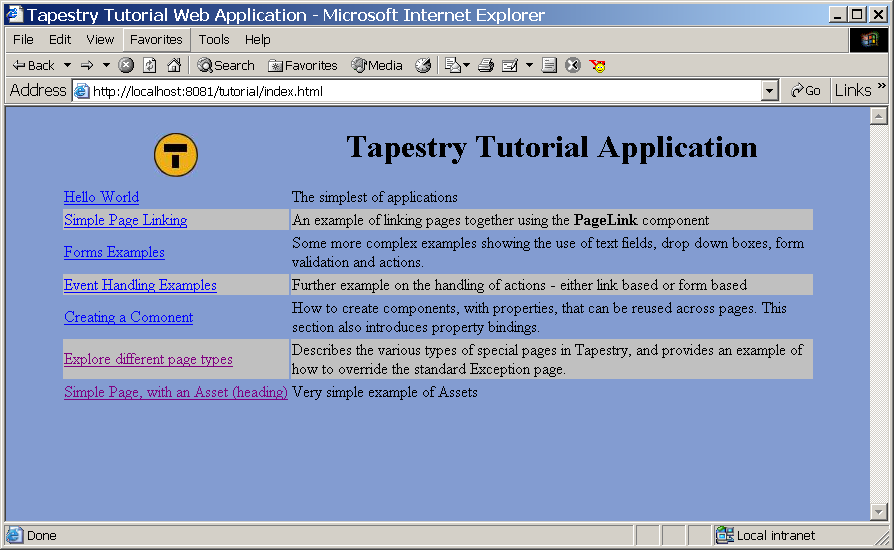 Tapestry Tutorial Web Application - Microsoft Internet Explorer
File Edit View Favorites Tools Help
Back Search Favorites Media
Address http://localhost:8081/tutorial/index.html Go Links »
T Tapestry Tutorial Application
Hello World The simplest of applications
Simple Page Linking An example of linking pages together using the PageLink component
Forms Examples Some more complex examples showing the use of text fields, drop down boxes, form
validation and actions.
Event Handling Examples Further example on the handling of actions - either link based or form based
Creating a Comonent How to create components, with properties, that can be reused across pages. This
section also introduces property bindings.
Explore different page types Describes the various types of special pages in Tapestry, and provides an example of
how to override the standard Exception page.
Simple Page, with an Asset (heading) Very simple example of Assets
Done Local intranet